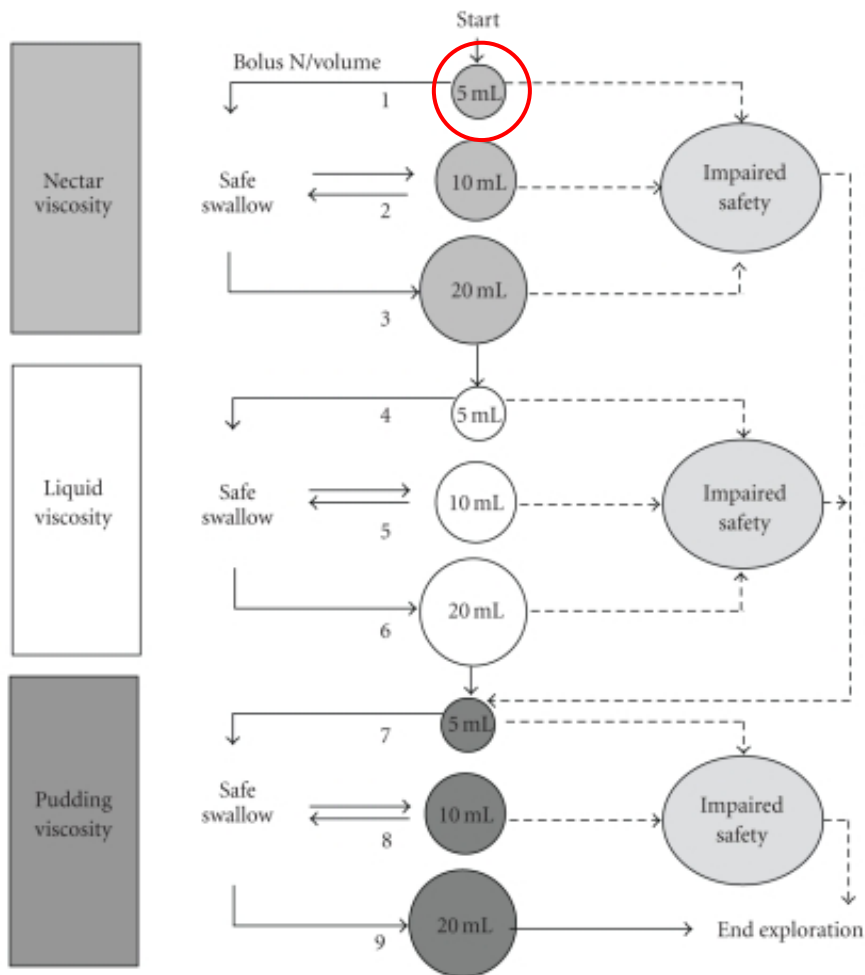 Start
Bolus N/volume
1
5 mL
Nectar
viscosity
Safe
swallow
2
10 mL
Impaired
safety
3
20 mL
4
5 mL
Liquid
viscosity
Safe
swallow
5
10 mL
Impaired
safety
6
20 mL
7
5 mL
Pudding
viscosity
Safe
swallow
8
10 mL
Impaired
safety
9
20 mL
End exploration